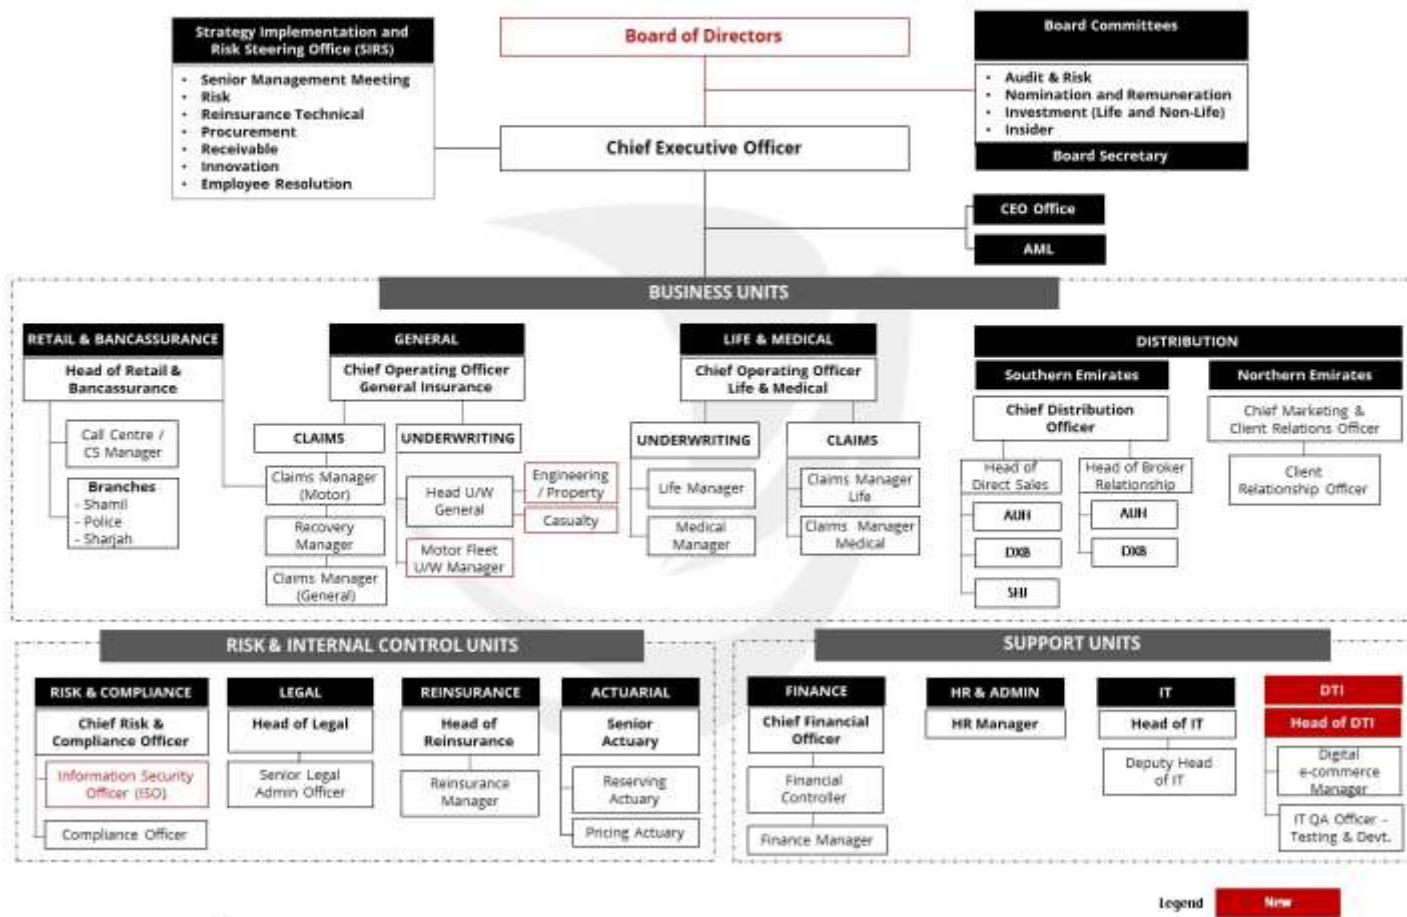 Strategy Implementation and
Risk Steering Office (SIRS)
• Senior Management Meeting
• Risk
• Reinsurance Technical
• Procurement
• Receivable
• Innovation
• Employee Resolution
Board of Directors
Chief Executive Officer
Board Committees
• Audit & Risk
• Nomination and Remuneration
• Investment (Life and Non-Life)
• Insider
Board Secretary
CEO Office
AML
BUSINESS UNITS
RETAIL & BANCASSURANCE
Head of Retail &
Bancassurance
Call Centre /
CS Manager
Branches
- Shamil
- Police
- Sharjah
GENERAL
Chief Operating Officer
General Insurance
CLAIMS
Claims Manager
(Motor)
Recovery
Manager
Claims Manager
(General)
UNDERWRITING
Head U/W
General
Engineering
/ Property
Casualty
Motor Fleet
U/W Manager
LIFE & MEDICAL
Chief Operating Officer
Life & Medical
UNDERWRITING
Life Manager
Medical
Manager
CLAIMS
Claims Manager
Life
Claims Manager
Medical
DISTRIBUTION
Southern Emirates
Chief Distribution
Officer
Head of
Direct Sales
AUH
DXB
SHJ
Head of Broker
Relationship
AUH
DXB
Northern Emirates
Chief Marketing &
Client Relations Officer
Client
Relationship Officer
RISK & INTERNAL CONTROL UNITS
RISK & COMPLIANCE
Chief Risk &
Compliance Officer
Information Security
Officer (ISO)
Compliance Officer
LEGAL
Head of Legal
Senior Legal
Admin Officer
REINSURANCE
Head of
Reinsurance
Reinsurance
Manager
ACTUARIAL
Senior
Actuary
Reserving
Actuary
Pricing Actuary
SUPPORT UNITS
FINANCE
Chief Financial
Officer
Financial
Controller
Finance Manager
HR & ADMIN
HR Manager
IT
Head of IT
Deputy Head
of IT
DTI
Head of DTI
Digital
e-commerce
Manager
IT QA Officer -
Testing & Devt.
Legend
New